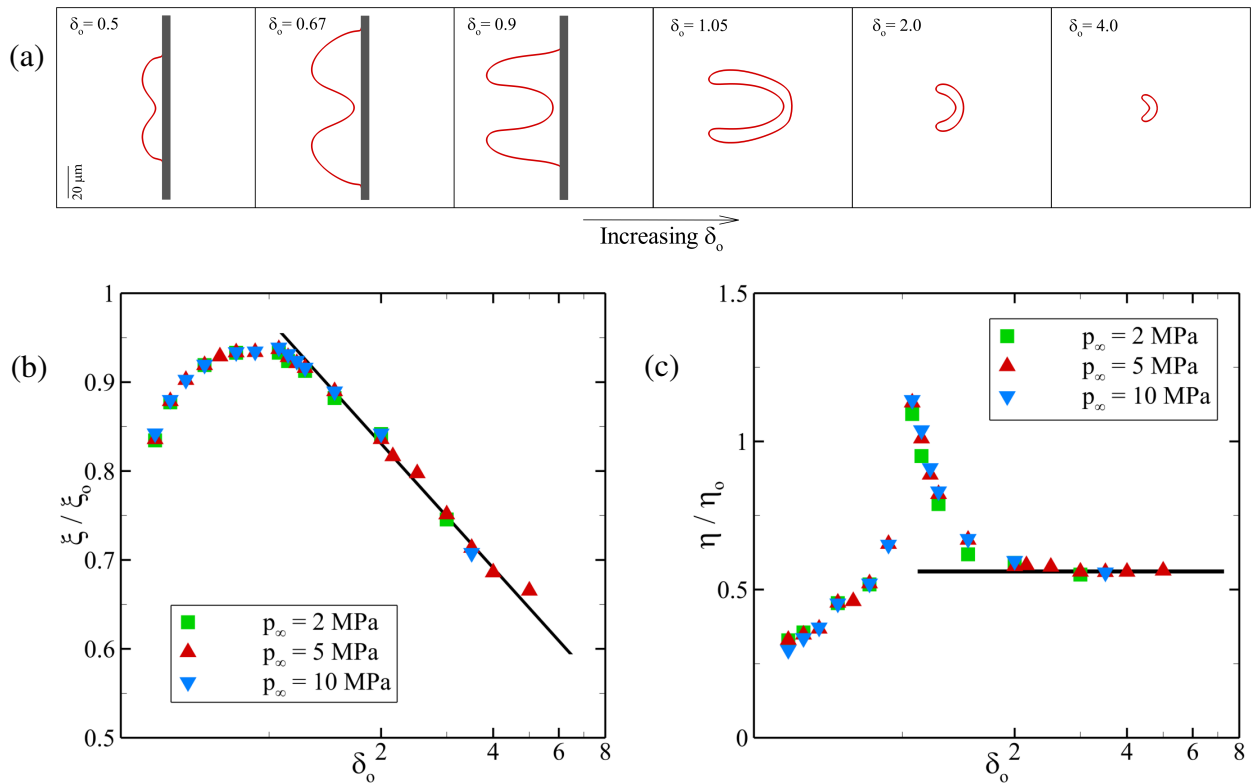 (a)
δₒ= 0.5
δₒ= 0.67
δₒ= 0.9
δₒ= 1.05
δₒ= 2.0
δₒ= 4.0
20 μm
Increasing δₒ
(b)
ξ / ξₒ
1
0.9
0.8
0.7
0.6
0.5
p∞ = 2 MPa
p∞ = 5 MPa
p∞ = 10 MPa
2
4
6
8
δₒ
(c)
η / ηₒ
1.5
1
0.5
0
p∞ = 2 MPa
p∞ = 5 MPa
p∞ = 10 MPa
2
4
6
8
δₒ